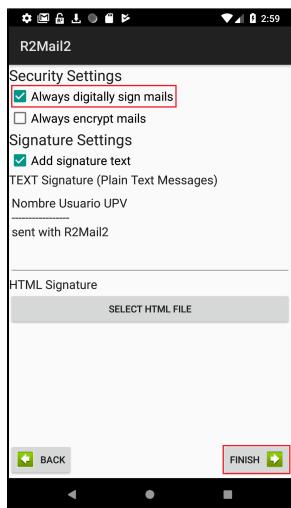 2:59
R2Mail2
Security Settings
Always digitally sign mails
Always encrypt mails
Signature Settings
Add signature text
TEXT Signature (Plain Text Messages)
Nombre Usuario UPV
----------------
sent with R2Mail2
HTML Signature
SELECT HTML FILE
BACK
FINISH